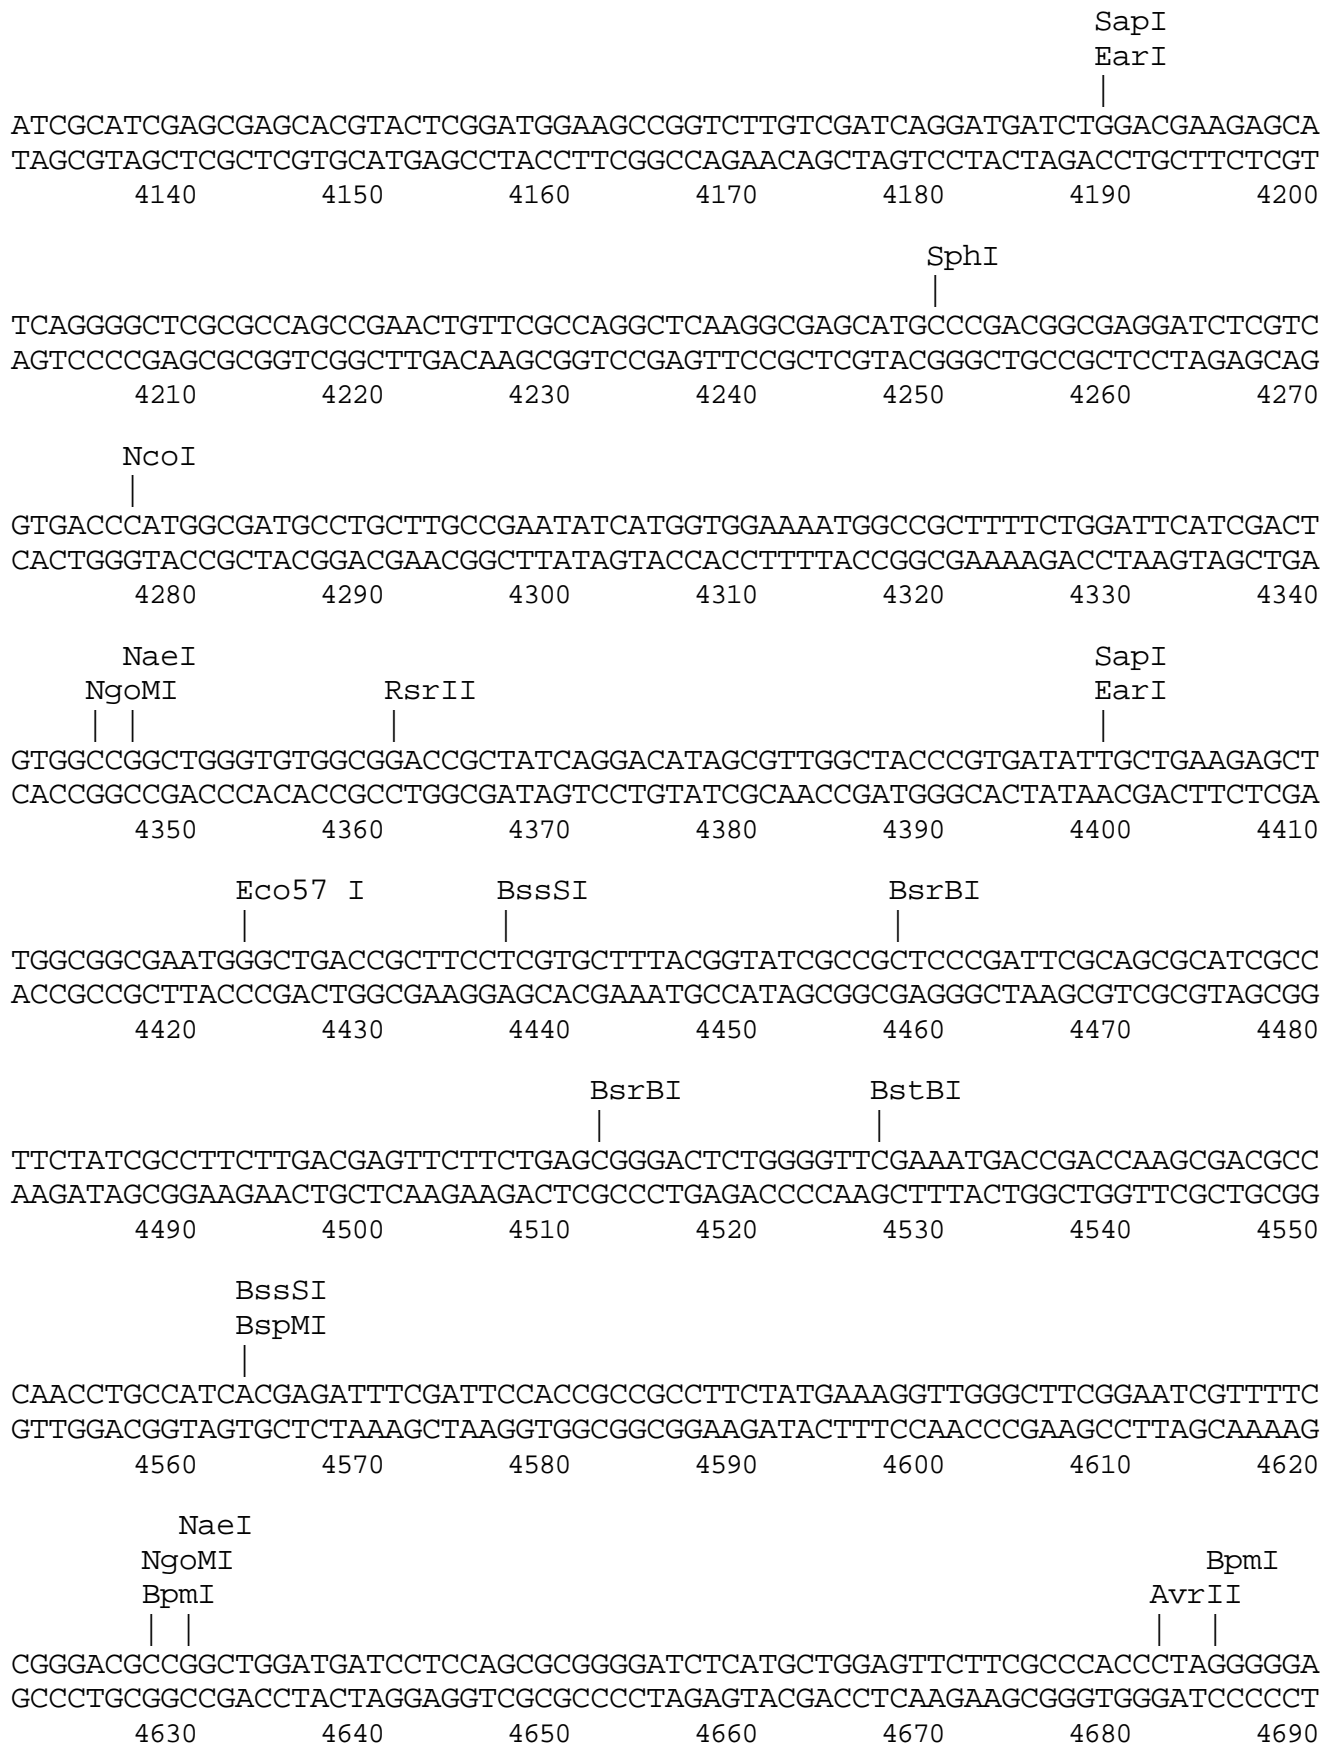 SapI
EarI
|
ATCGCATCGAGCGAGCACGTACTCGGATGGAAGCCGGTCTTGTCGATCAGGATGATCTGGACGAAGAGCA
TAGCGTAGCTCGCTCGTGCATGAGCCTACCTTCGGCCAGAACAGCTAGTCCTACTAGACCTGCTTCTCGT
4140 4150 4160 4170 4180 4190 4200
SphI
|
TCAGGGGCTCGCGCCAGCCGAACTGTTCGCCAGGCTCAAGGCGAGCATGCCCGACGGCGAGGATCTCGTC
AGTCCCCGAGCGCGGTCGGCTTGACAAGCGGTCCGAGTTCCGCTCGTACGGGCTGCCGCTCCTAGAGCAG
4210 4220 4230 4240 4250 4260 4270
NcoI
|
GTGACCCATGGCGATGCCTGCTTGCCGAATATCATGGTGGAAAATGGCCGCTTTTCTGGATTCATCGACT
CACTGGGTACCGCTACGGACGAACGGCTTATAGTACCACCTTTTACCGGCGAAAAGACCTAAGTAGCTGA
4280 4290 4300 4310 4320 4330 4340
NaeI SapI
NgoMI RsrII EarI
| | | |
GTGGCCGGCTGGGTGTGGCGGACCGCTATCAGGACATAGCGTTGGCTACCCGTGATATTGCTGAAGAGCT
CACCGGCCGACCCACACCGCCTGGCGATAGTCCTGTATCGCAACCGATGGGCACTATAACGACTTCTCGA
4350 4360 4370 4380 4390 4400 4410
Eco57 I BssSI BsrBI
| | |
TGGCGGCGAATGGGCTGACCGCTTCCTCGTGCTTTACGGTATCGCCGCTCCCGATTCGCAGCGCATCGCC
ACCGCCGCTTACCCGACTGGCGAAGGAGCACGAAATGCCATAGCGGCGAGGGCTAAGCGTCGCGTAGCGG
4420 4430 4440 4450 4460 4470 4480
BsrBI BstBI
| |
TTCTATCGCCTTCTTGACGAGTTCTTCTGAGCGGGACTCTGGGGTTCGAAATGACCGACCAAGCGACGCC
AAGATAGCGGAAGAACTGCTCAAGAAGACTCGCCCTGAGACCCCAAGCTTTACTGGCTGGTTCGCTGCGG
4490 4500 4510 4520 4530 4540 4550
BssSI
BspMI
|
CAACCTGCCATCACGAGATTTCGATTCCACCGCCGCCTTCTATGAAAGGTTGGGCTTCGGAATCGTTTTC
GTTGGACGGTAGTGCTCTAAAGCTAAGGTGGCGGCGGAAGATACTTTCCAACCCGAAGCCTTAGCAAAAG
4560 4570 4580 4590 4600 4610 4620
NaeI
NgoMI BpmI
BpmI AvrII
| | | |
CGGGACGCCGGCTGGATGATCCTCCAGCGCGGGGATCTCATGCTGGAGTTCTTCGCCCACCCTAGGGGGA
GCCCTGCGGCCGACCTACTAGGAGGTCGCGCCCCTAGAGTACGACCTCAAGAAGCGGGTGGGATCCCCCT
4630 4640 4650 4660 4670 4680 4690